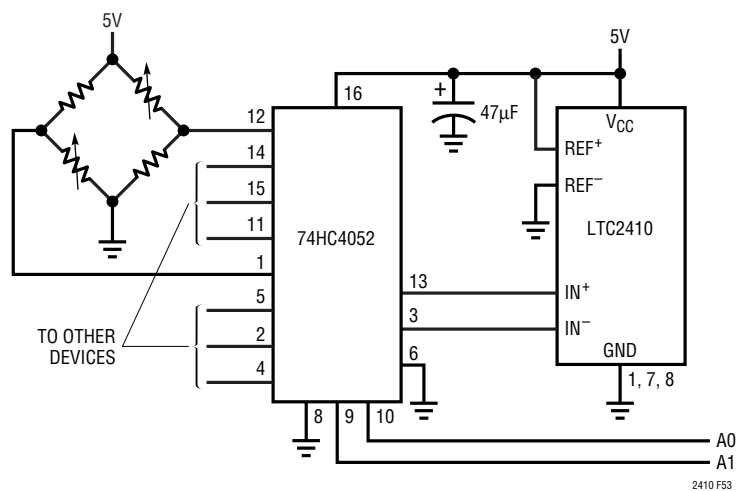 5V
5V
16
+
47µF
12
14
15
11
1
5
2
4
74HC4052
V_CC
REF+
REF−
LTC2410
13
IN+
3
IN−
6
GND
TO OTHER
DEVICES
1, 7, 8
8
9
10
A0
A1
2410 F53